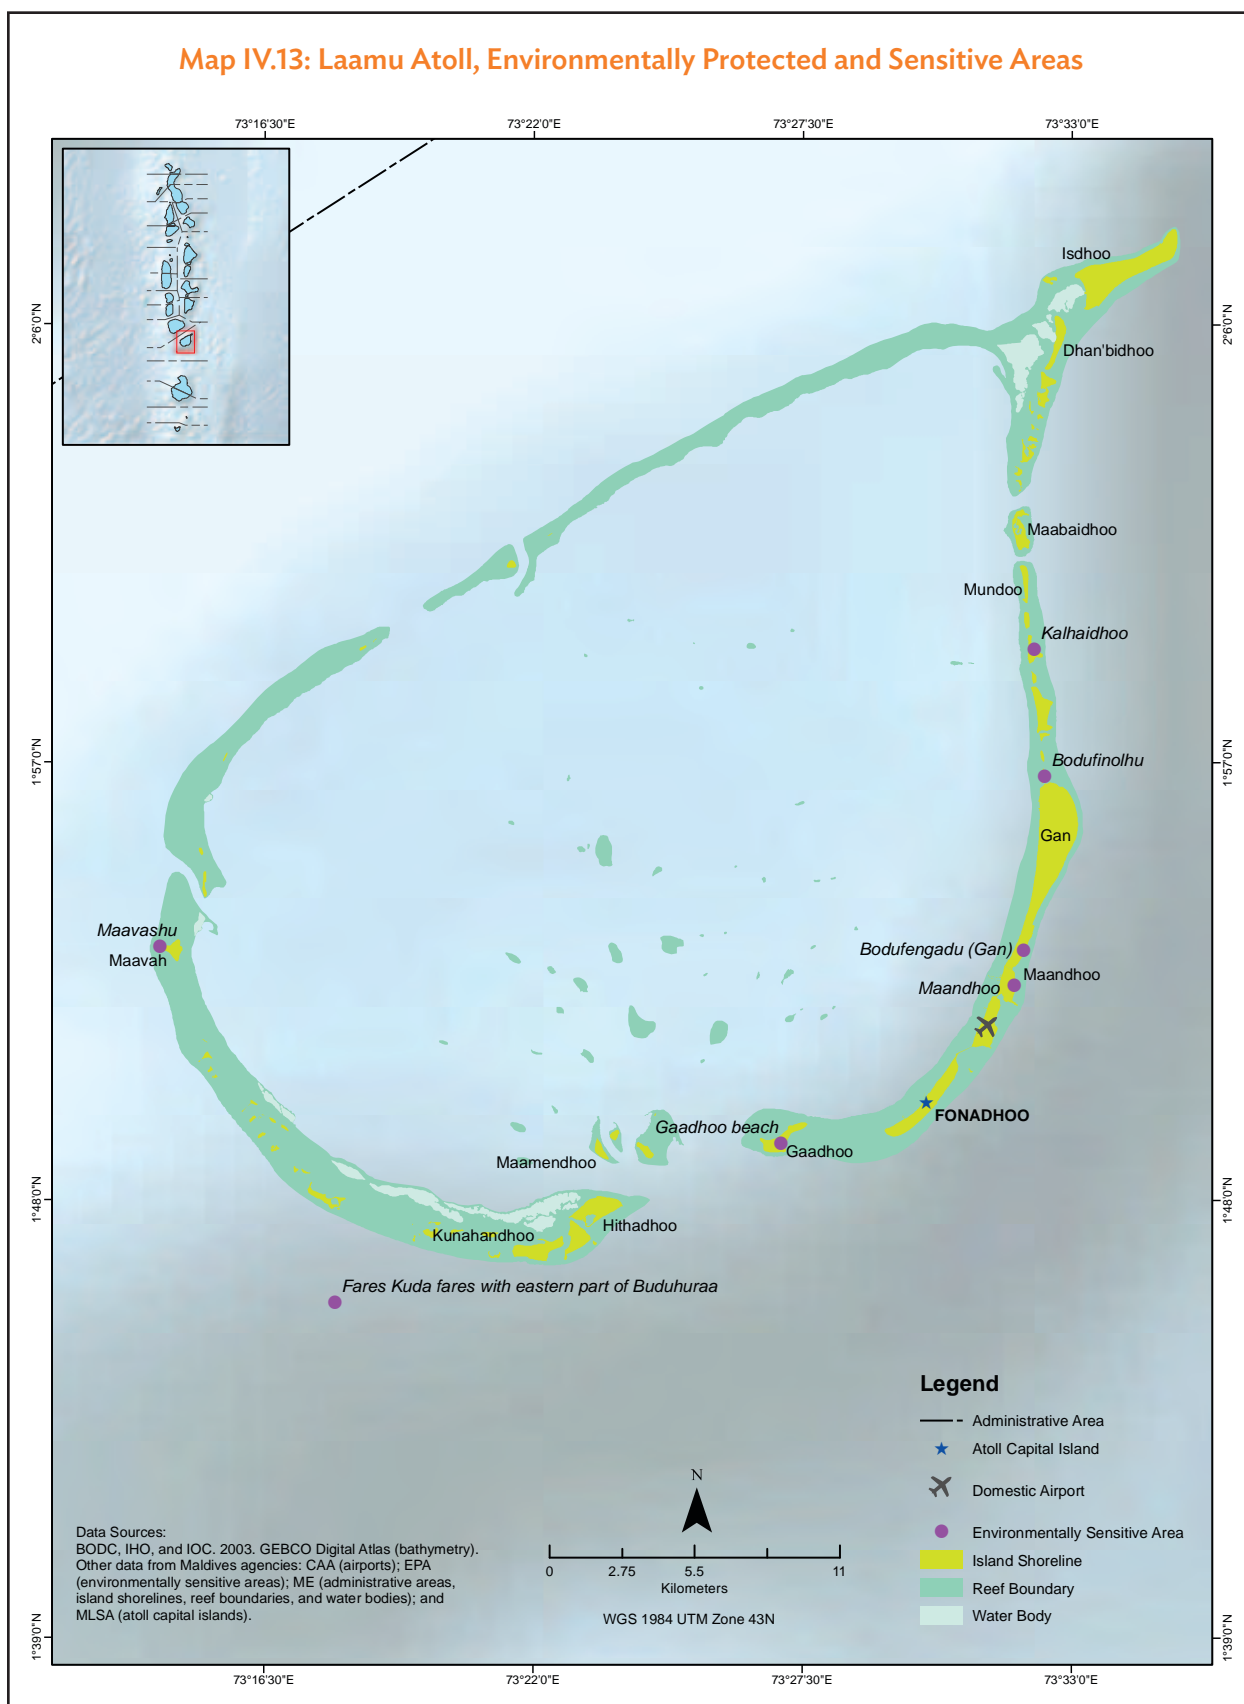 Map IV.13: Laamu Atoll, Environmentally Protected and Sensitive Areas
73°16'30"E
73°22'0"E
73°27'30"E
73°33'0"E
Isdhoo
2°6'0"N
2°6'0"N
Dhan'bidhoo
Maabaidhoo
Mundoo
Kalhaidhoo
1°57'0"N
1°57'0"N
Bodufinolhu
Gan
Maavashu
Maavah
Bodufengadu (Gan)
Maandhoo
Maandhoo
FONADHOO
Gaadhoo beach
Gaadhoo
Maamendhoo
1°48'0"N
1°48'0"N
Hithadhoo
Kunahandhoo
Fares Kuda fares with eastern part of Buduhuraa
Legend
Administrative Area
Atoll Capital Island
Domestic Airport
Environmentally Sensitive Area
Island Shoreline
Reef Boundary
Water Body
N
0
2.75
5.5
11
Kilometers
WGS 1984 UTM Zone 43N
Data Sources:
BODC, IHO, and IOC. 2003. GEBCO Digital Atlas (bathymetry).
Other data from Maldives agencies: CAA (airports); EPA
(environmentally sensitive areas); ME (administrative areas,
island shorelines, reef boundaries, and water bodies); and
MLSA (atoll capital islands).
1°39'0"N
1°39'0"N
73°16'30"E
73°22'0"E
73°27'30"E
73°33'0"E